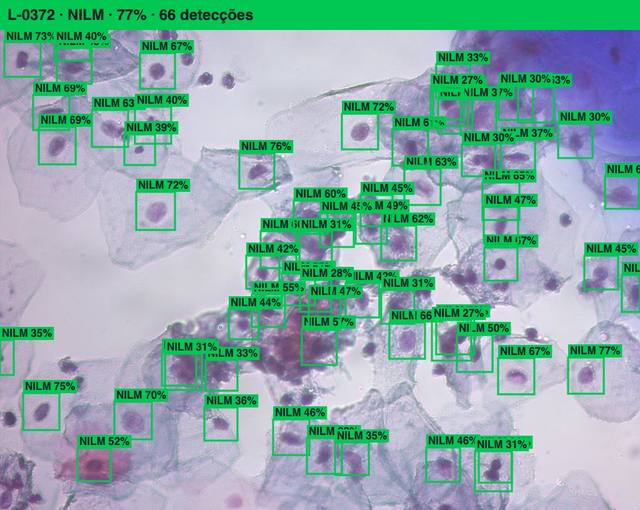 L-0372 · NILM · 77% · 66 detecções
NILM 73%
NILM 40%
NILM 67%
NILM 33%
NILM 27%
NILM 30%
NILM 37%
NILM 69%
NILM 63
NILM 40%
NILM 72%
NILM 30%
NILM 69%
NILM 39%
NILM 30%
NILM 37%
NILM 76%
NILM 63%
NILM 72%
NILM 60%
NILM 45%
NILM 47%
NILM 31%
NILM 62%
NILM 42%
NILM 45%
NILM 28%
NILM 31%
NILM 44%
NILM 47%
NILM 66
NILM 27%
NILM 35%
NILM 31%
NILM 33%
NILM 67%
NILM 77%
NILM 75%
NILM 70%
NILM 36%
NILM 46%
NILM 52%
NILM 35%
NILM 46%
NILM 31%